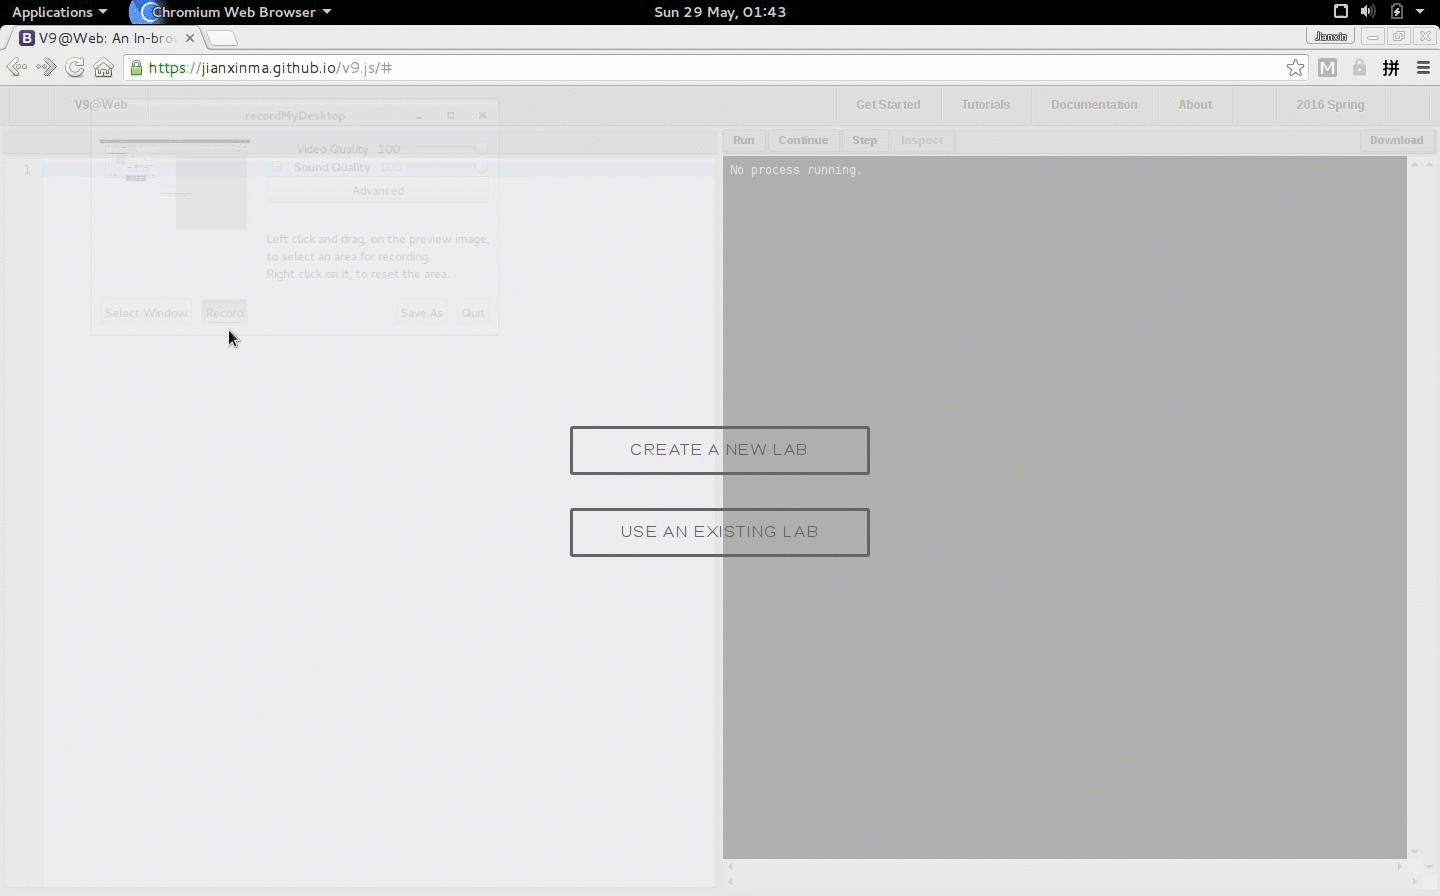 Applications
Chromium Web Browser
Sun 29 May, 01:43
V9@Web: An In-bro
Jianxin
https://jianxinma.github.io/v9.js/#
M
拼
V9@Web
Get Started
Tutorials
Documentation
About
2016 Spring
recordMyDesktop
Run
Continue
Step
Inspect
Download
Video Quality 100
Sound Quality 100
Advanced
1
No process running.
Left click and drag, on the preview image,
to select an area for recording.
Right click on it, to reset the area.
Select Window
Record
Save As
Quit
CREATE A NEW LAB
USE AN EXISTING LAB